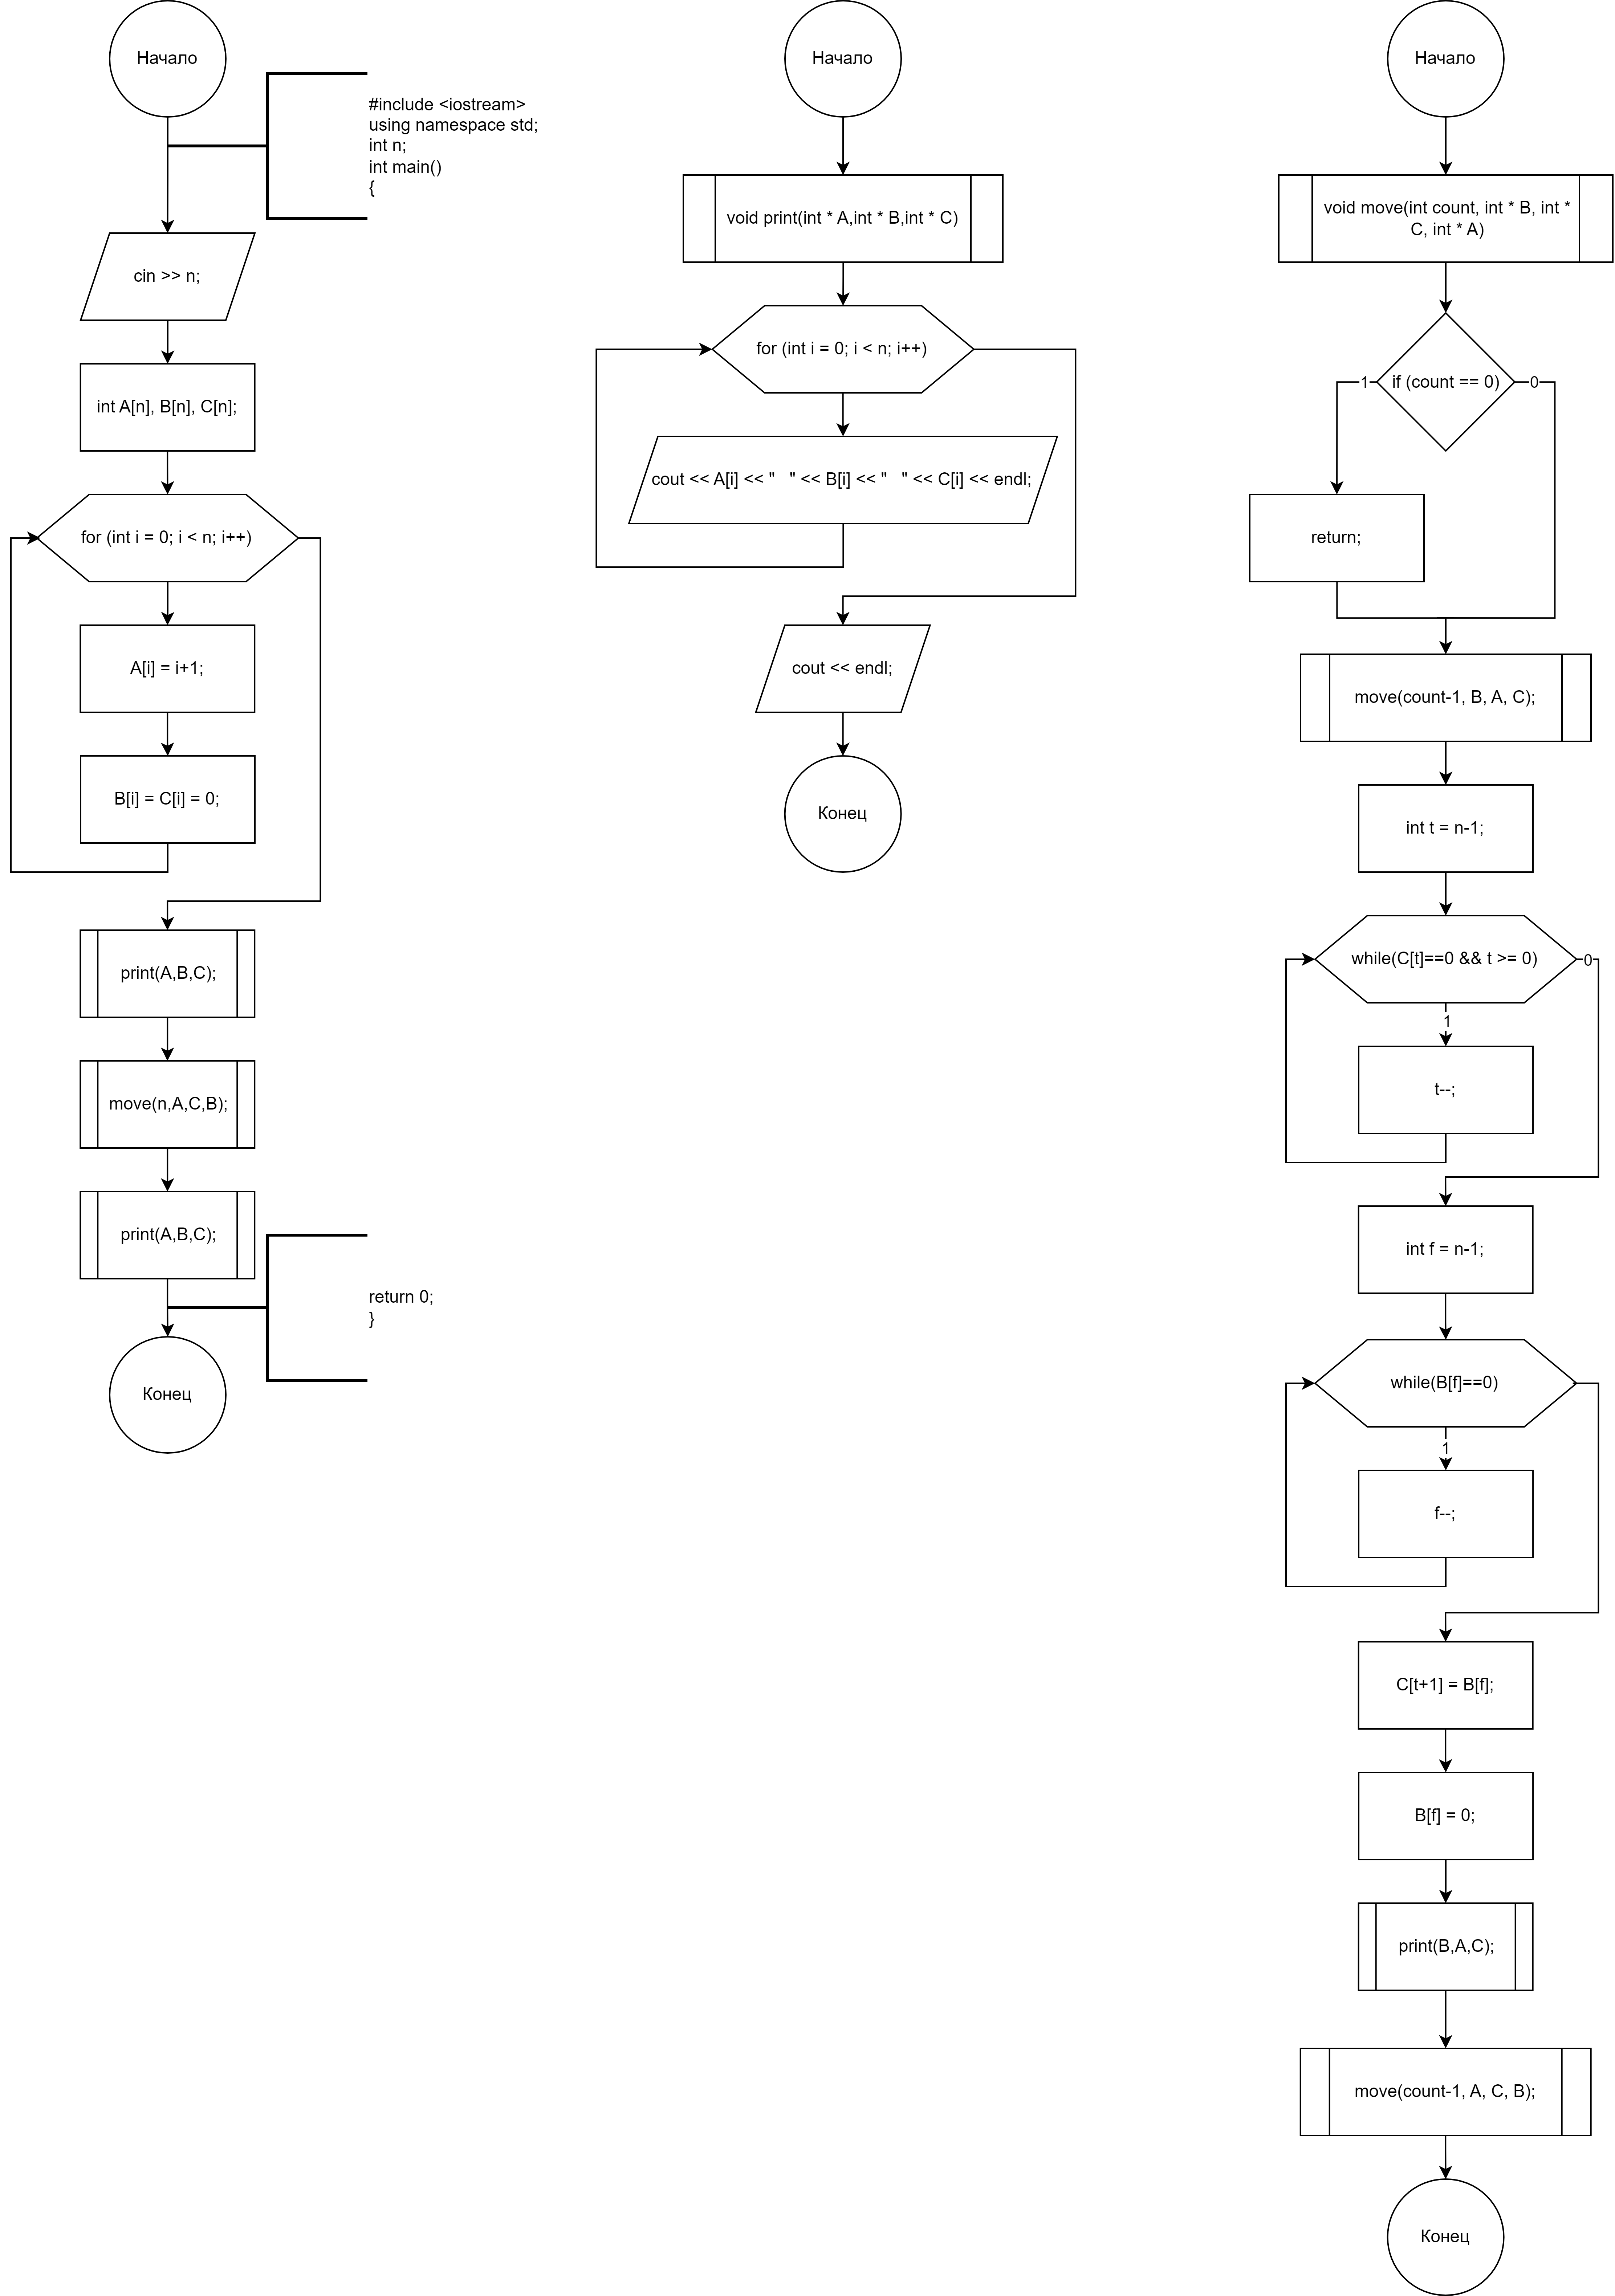 Начало
#include <iostream>
using namespace std;
int n;
int main()
{
cin >> n;
int A[n], B[n], C[n];
for (int i = 0; i < n; i++)
A[i] = i+1;
B[i] = C[i] = 0;
print(A,B,C);
move(n,A,C,B);
print(A,B,C);
return 0;
}
Конец
Начало
void print(int * A,int * B,int * C)
for (int i = 0; i < n; i++)
cout << A[i] << "   " << B[i] << "   " << C[i] << endl;
cout << endl;
Конец
Начало
void move(int count, int * B, int *
C, int * A)
1
if (count == 0)
0
return;
move(count-1, B, A, C);
int t = n-1;
while(C[t]==0 && t >= 0)
0
1
t--;
int f = n-1;
while(B[f]==0)
1
f--;
C[t+1] = B[f];
B[f] = 0;
print(B,A,C);
move(count-1, A, C, B);
Конец